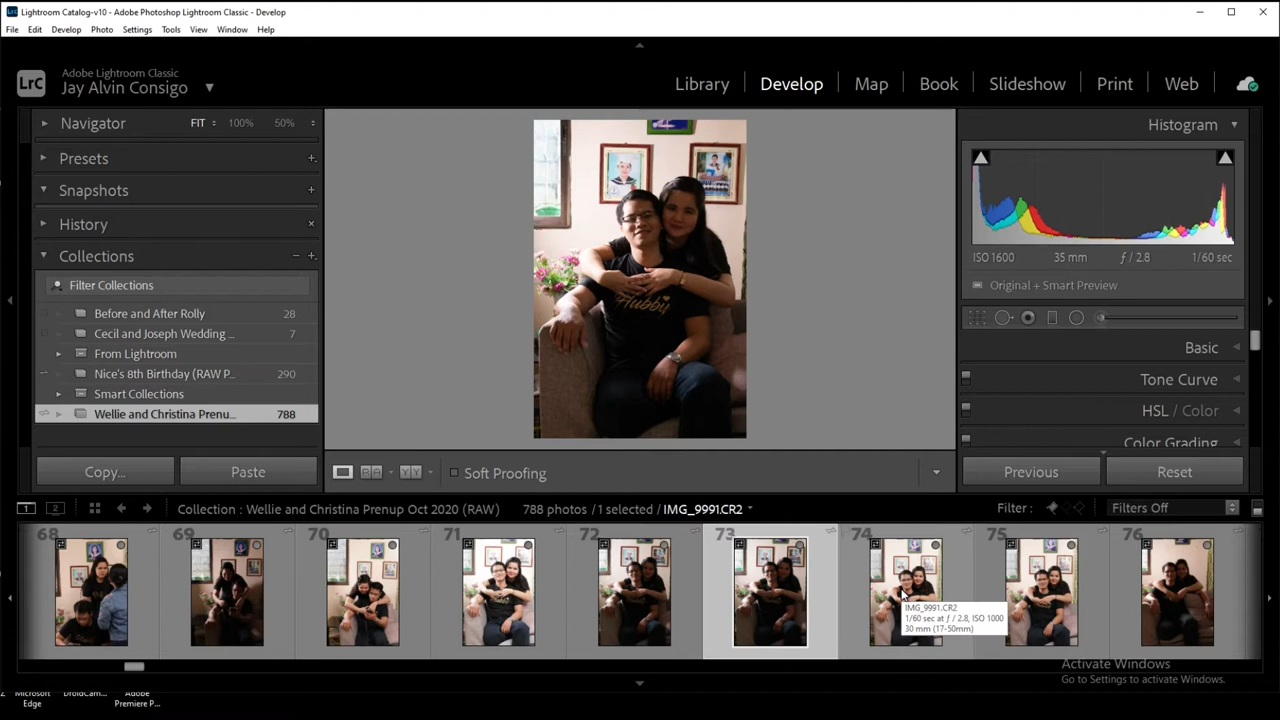 Lightroom Catalog-v10 - Adobe Photoshop Lightroom Classic - Develop
File Edit Develop Photo Settings Tools View Window Help
LrC
Adobe Lightroom Classic
Jay Alvin Consigo
Library Develop Map Book Slideshow Print Web
Navigator FIT 100% 50%
Presets
Snapshots
History
Collections
Filter Collections
Before and After Rolly 28
Cecil and Joseph Wedding ... 7
From Lightroom
Nice's 8th Birthday (RAW P... 290
Smart Collections
Wellie and Christina Prenu... 788
Copy... Paste
Hubby
Soft Proofing
Histogram
ISO 1600 35 mm ƒ / 2.8 1/60 sec
Original + Smart Preview
Basic
Tone Curve
HSL / Color
Color Grading
Previous Reset
1 2 Collection : Wellie and Christina Prenup Oct 2020 (RAW) 788 photos / 1 selected / IMG_9991.CR2 Filter : Filters Off
68 69 70 71 72 73 74 75 76
IMG_9991.CR2
1/60 sec at ƒ / 2.8, ISO 1000
30 mm (17-50mm)
Activate Windows
Go to Settings to activate Windows.
Microsoft Edge
DroidCam...
Adobe Premiere P...